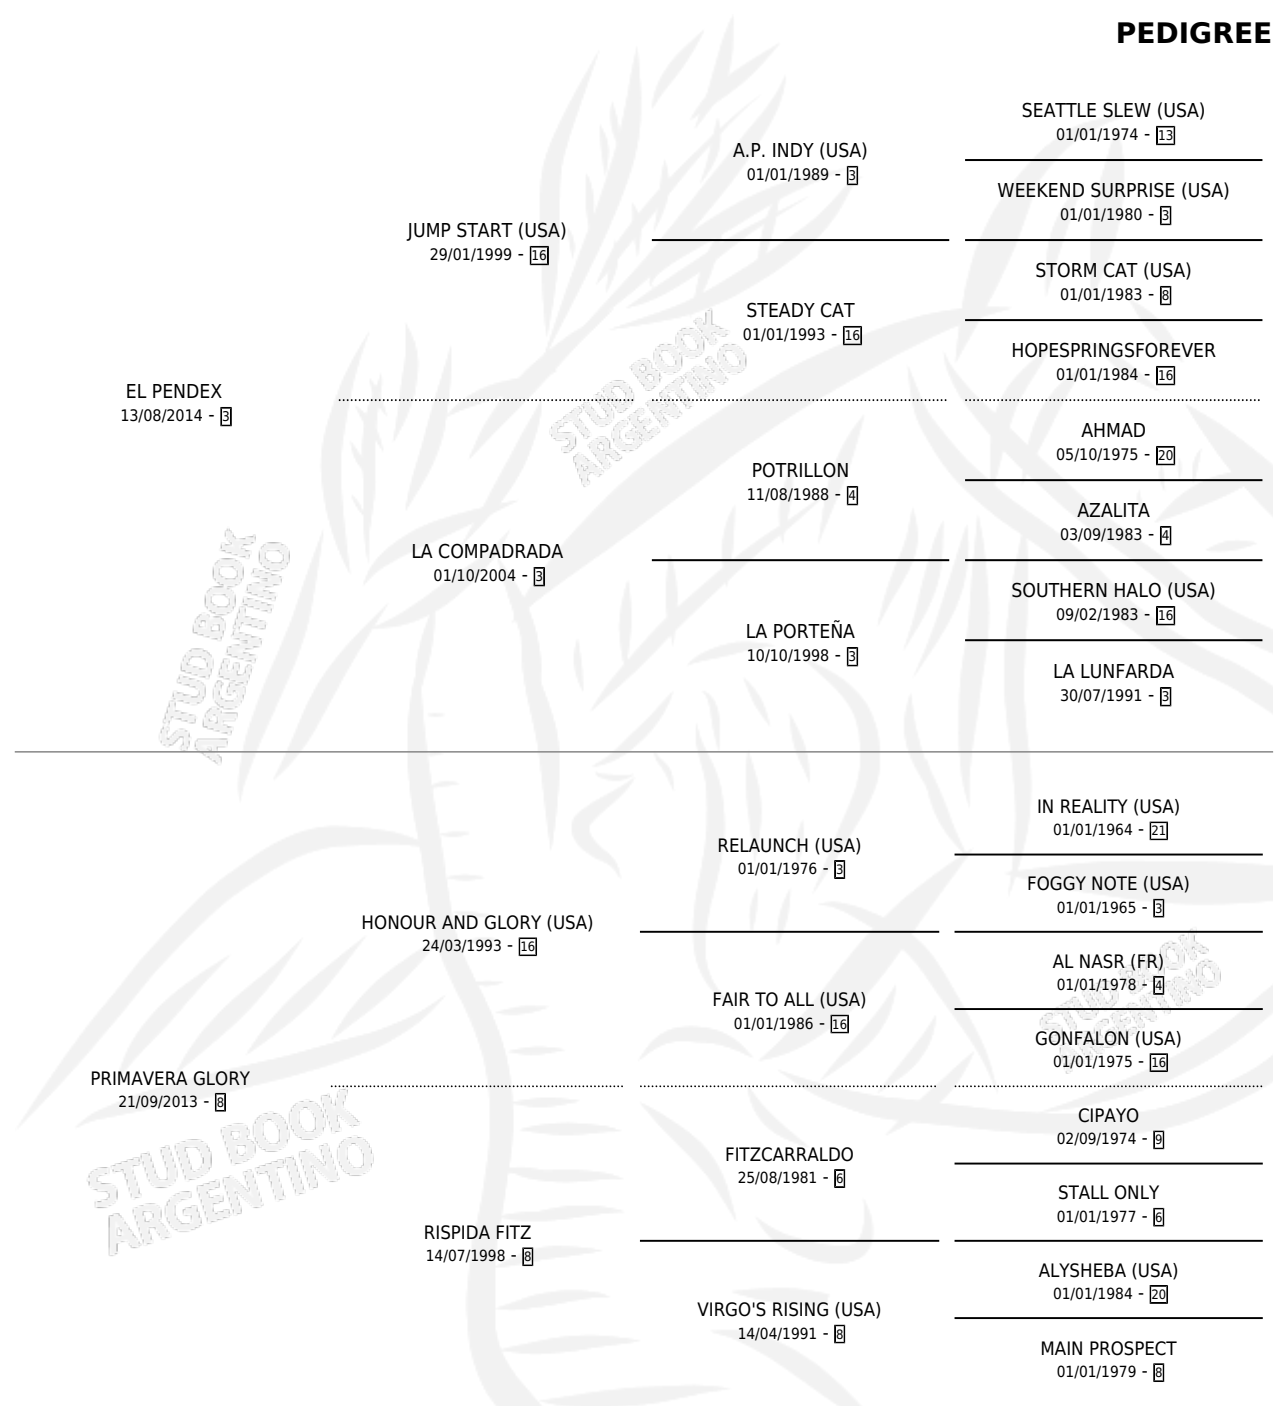 PEDIGREE
SEATTLE SLEW (USA)
01/01/1974 - 13
A.P. INDY (USA)
01/01/1989 - 3
WEEKEND SURPRISE (USA)
01/01/1980 - 3
JUMP START (USA)
29/01/1999 - 16
STORM CAT (USA)
01/01/1983 - 8
STEADY CAT
01/01/1993 - 16
HOPESPRINGSFOREVER
01/01/1984 - 16
EL PENDEX
13/08/2014 - 3
AHMAD
05/10/1975 - 20
POTRILLON
11/08/1988 - 4
AZALITA
03/09/1983 - 4
LA COMPADRADA
01/10/2004 - 3
SOUTHERN HALO (USA)
09/02/1983 - 16
LA PORTEÑA
10/10/1998 - 3
LA LUNFARDA
30/07/1991 - 3
IN REALITY (USA)
01/01/1964 - 21
RELAUNCH (USA)
01/01/1976 - 3
FOGGY NOTE (USA)
01/01/1965 - 3
HONOUR AND GLORY (USA)
24/03/1993 - 16
AL NASR (FR)
01/01/1978 - 4
FAIR TO ALL (USA)
01/01/1986 - 16
GONFALON (USA)
01/01/1975 - 16
PRIMAVERA GLORY
21/09/2013 - 8
CIPAYO
02/09/1974 - 9
FITZCARRALDO
25/08/1981 - 6
STALL ONLY
01/01/1977 - 6
RISPIDA FITZ
14/07/1998 - 8
ALYSHEBA (USA)
01/01/1984 - 20
VIRGO'S RISING (USA)
14/04/1991 - 8
MAIN PROSPECT
01/01/1979 - 8
STUD BOOK
ARGENTINO
STUD BOOK
ARGENTINO
STUD BOOK
ARGENTINO
STUD BOOK
ARGENTINO